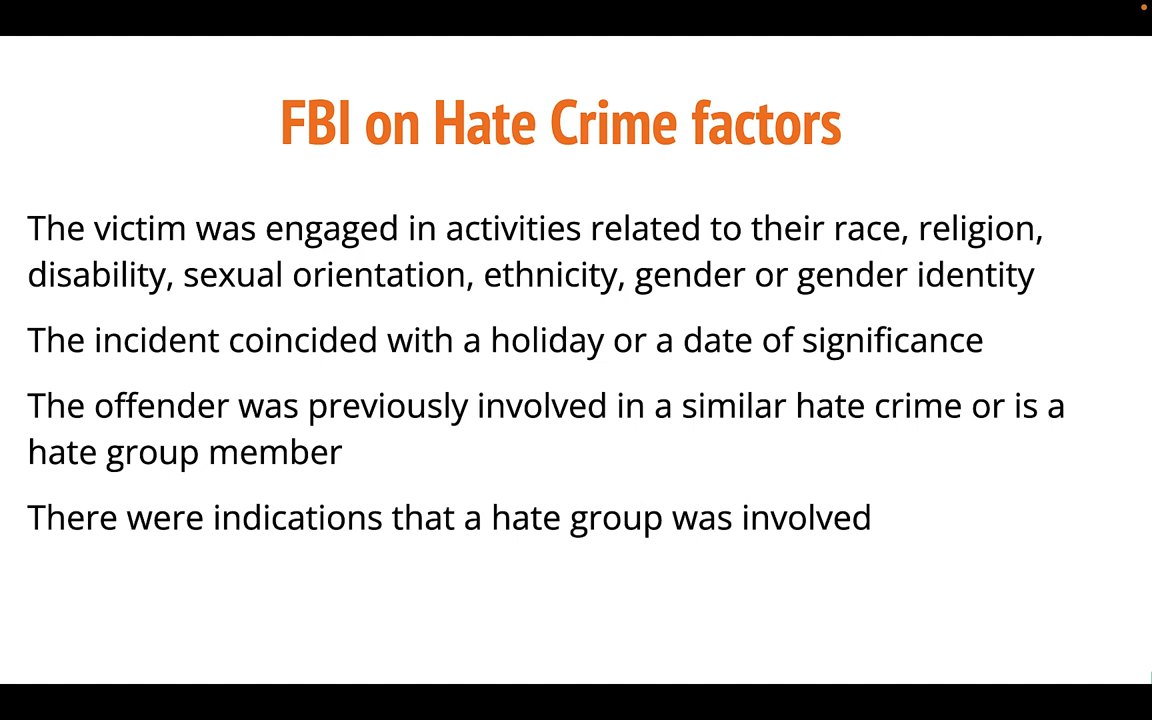 FBI on Hate Crime factors
The victim was engaged in activities related to their race, religion,
disability, sexual orientation, ethnicity, gender or gender identity
The incident coincided with a holiday or a date of significance
The offender was previously involved in a similar hate crime or is a
hate group member
There were indications that a hate group was involved